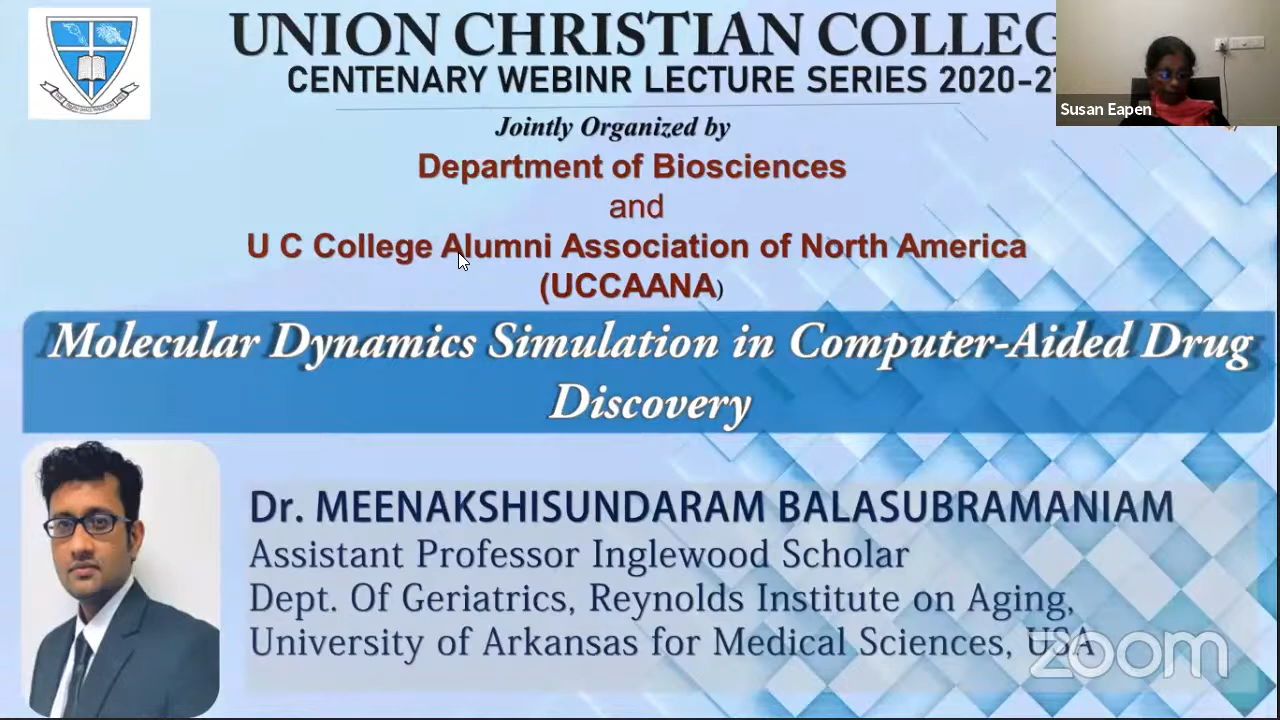 UNION CHRISTIAN COLLEG
CENTENARY WEBINR LECTURE SERIES 2020-2
Susan Eapen
Jointly Organized by
Department of Biosciences
and
U C College Alumni Association of North America
(UCCAANA)
Molecular Dynamics Simulation in Computer-Aided Drug
Discovery
Dr. MEENAKSHISUNDARAM BALASUBRAMANIAM
Assistant Professor Inglewood Scholar
Dept. Of Geriatrics, Reynolds Institute on Aging,
University of Arkansas for Medical Sciences, USA
zoom